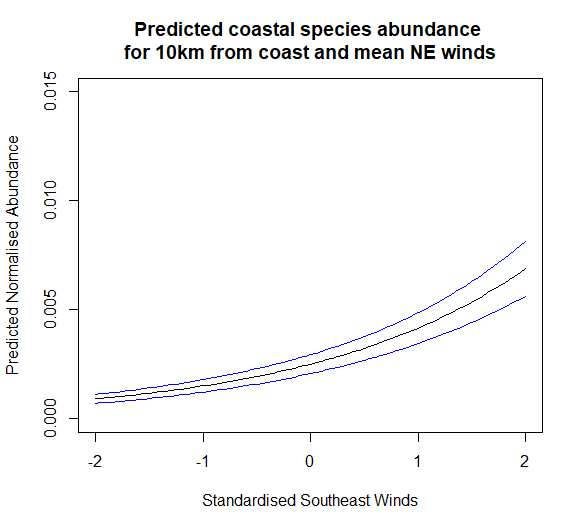 Predicted coastal species abundance
for 10km from coast and mean NE winds
Predicted Normalised Abundance
0.015
0.010
0.005
0.000
-2 -1 0 1 2
Standardised Southeast Winds